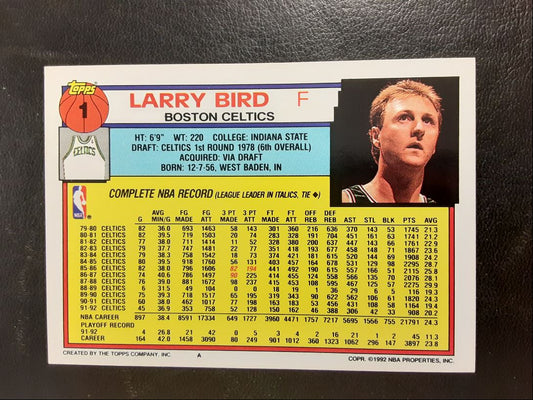 Topps
1
LARRY BIRD F
BOSTON CELTICS
CELTICS
HT: 6'9" WT: 220 COLLEGE: INDIANA STATE
DRAFT: CELTICS 1st ROUND 1978 (6th OVERALL)
ACQUIRED: VIA DRAFT
BORN: 12-7-56, WEST BADEN, IN
NBA
COMPLETE NBA RECORD (LEAGUE LEADER IN ITALICS, TIE ◆)
AVG FG FG 3 PT 3 PT FT FT OFF DEF
G MIN/G MADE ATT MADE ATT MADE ATT REB REB AST STL BLK PTS AVG
79-80 CELTICS 82 36.0 693 1463 58 143 301 360 216 636 370 143 53 1745 21.3
80-81 CELTICS 82 39.5 719 1503 20 74 283 328 191 704 451 161 63 1741 21.2
81-82 CELTICS 77 38.0 711 1414 11 52 328 380 200 637 447 143 66 1761 22.9
82-83 CELTICS 79 37.7 747 1481 22 77 351 418 193 677 458 148 71 1867 23.6
83-84 CELTICS 79 38.3 758 1542 18 73 374 421 181 615 520 144 69 1908 24.2
84-85 CELTICS 80 39.5 918 1760 56 131 403 457 164 678 531 129 98 2295 28.7
85-86 CELTICS 82 38.0 796 1606 82 194 441 492 190 615 557 166 51 2115 25.8
86-87 CELTICS 74 40.6 786 1497 90 225 414 455 124 558 566 135 70 2076 28.1
87-88 CELTICS 76 39.0 881 1672 98 237 415 453 108 595 467 125 57 2275 29.9
88-89 CELTICS 6 31.5 49 104 0 0 18 19 1 36 29 6 5 116 19.3
89-90 CELTICS 75 39.3 718 1517 65 195 319 343 90 622 562 106 61 1820 24.3
90-91 CELTICS 60 38.0 462 1017 77 198 163 183 53 456 431 108 58 1164 19.4
91-92 CELTICS 45 36.9 353 758 52 128 150 162 46 388 306 42 33 908 20.2
NBA CAREER 897 38.4 8591 17334 649 1727 3960 4471 1757 7217 5695 1556 755 21791 24.3
PLAYOFF RECORD
91-92 4 26.8 21 42 0 5 3 4 2 16 21 1 2 45 11.3
CAREER 164 42.0 1458 3090 80 249 901 1012 360 1323 1062 296 147 3897 23.8
CREATED BY THE TOPPS COMPANY, INC. A COPR. ©1992 NBA PROPERTIES, INC.